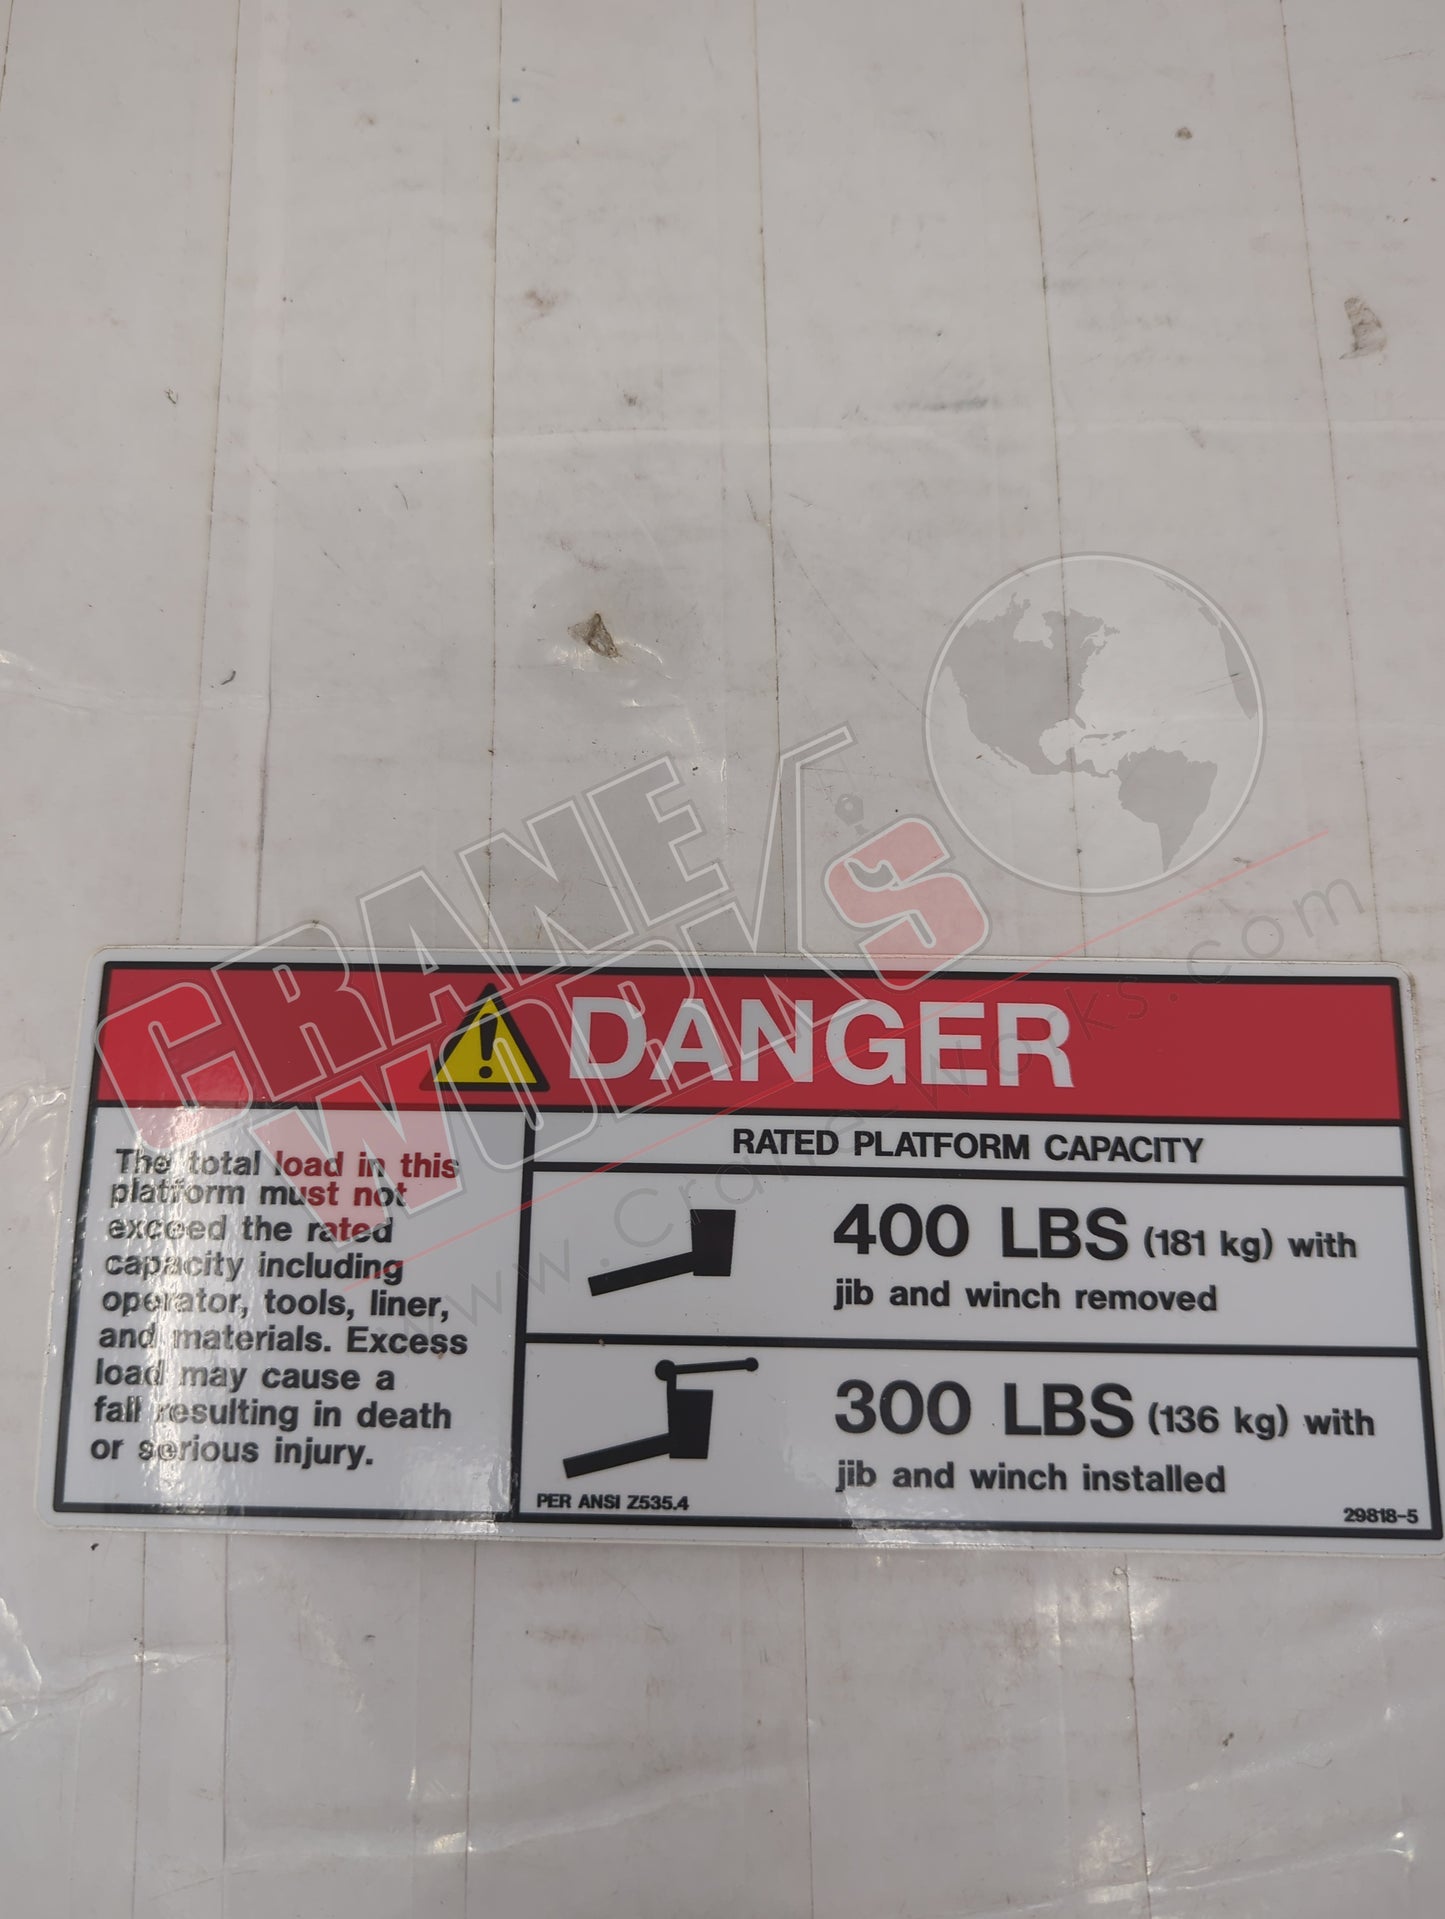 CRANE
WORKS
www.Crane-Works.com
DANGER
The total load in this
platform must not
exceed the rated
capacity including
operator, tools, liner,
and materials. Excess
load may cause a
fall resulting in death
or serious injury.
RATED PLATFORM CAPACITY
400 LBS (181 kg) with
jib and winch removed
300 LBS (136 kg) with
jib and winch installed
PER ANSI Z535.4
29818-5